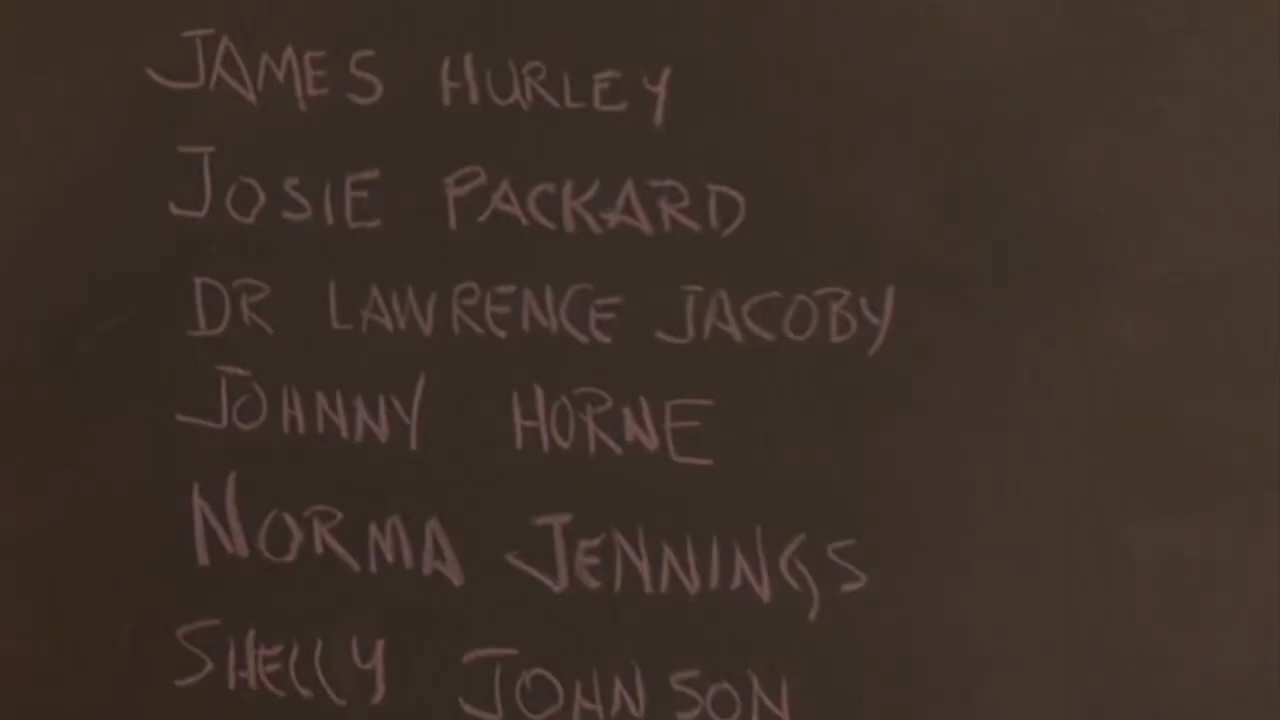 JAMES HURLEY
JOSIE PACKARD
DR LAWRENCE JACOBY
JOHNNY HORNE
NORMA JENNINGS
SHELLY JOHNSON